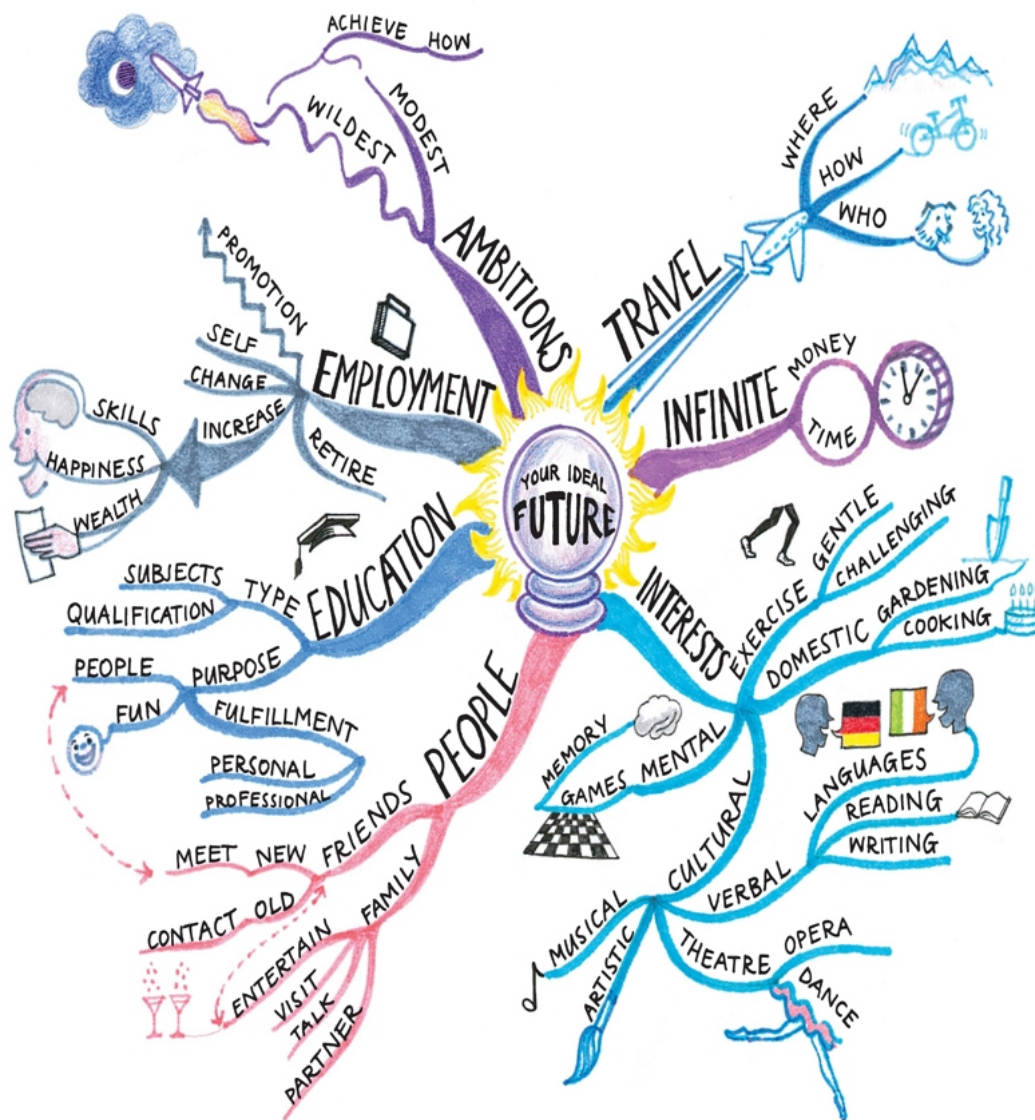 YOUR IDEAL
FUTURE
TRAVEL
WHERE
HOW
WHO
INFINITE
MONEY
TIME
INTERESTS
EXERCISE
GENTLE
CHALLENGING
DOMESTIC
GARDENING
COOKING
MENTAL
GAMES
MEMORY
CULTURAL
VERBAL
LANGUAGES
READING
WRITING
THEATRE
OPERA
DANCE
ARTISTIC
MUSICAL
PEOPLE
FAMILY
PARTNER
TALK
VISIT
ENTERTAIN
FRIENDS
OLD
CONTACT
NEW
MEET
EDUCATION
TYPE
SUBJECTS
QUALIFICATION
PURPOSE
PEOPLE
FUN
FULFILLMENT
PERSONAL
PROFESSIONAL
EMPLOYMENT
PROMOTION
SELF
CHANGE
INCREASE
SKILLS
HAPPINESS
WEALTH
RETIRE
AMBITIONS
MODEST
WILDEST
ACHIEVE HOW